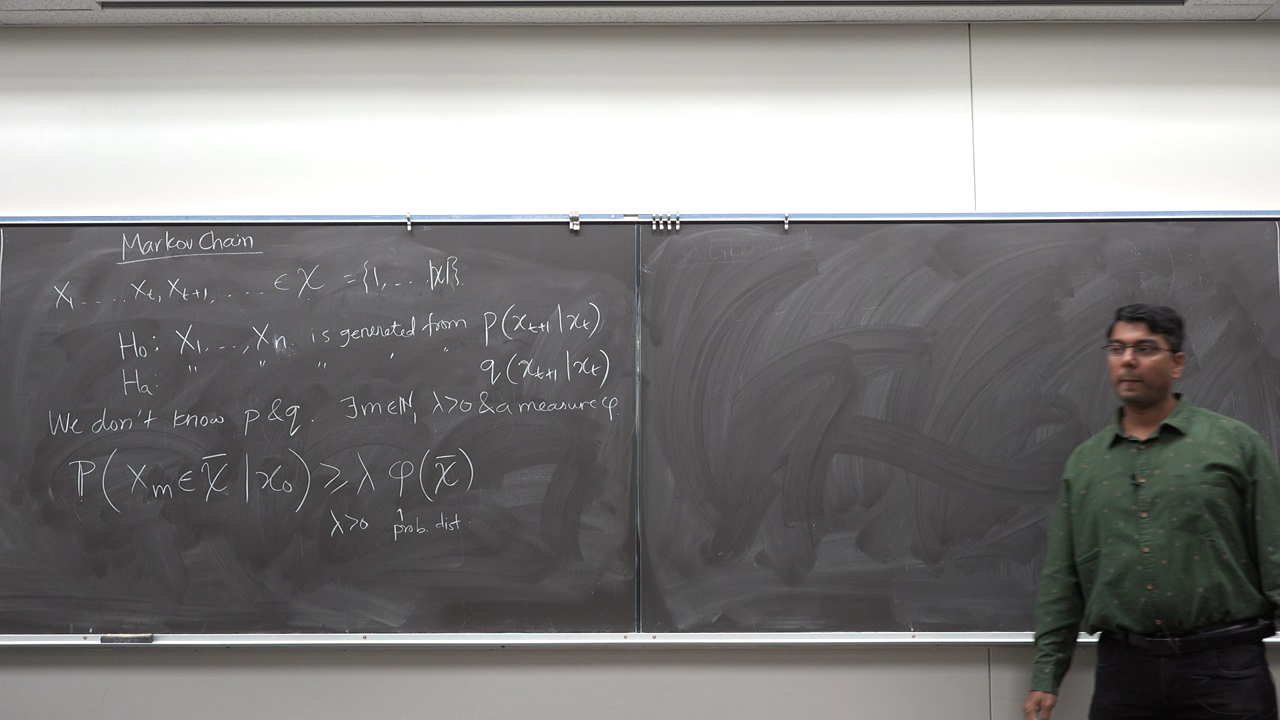 Markov Chain
X₁ .... Xₜ, Xₜ₊₁, .... ∈ 𝒳 = {1, ... |𝒳|}.
H₀: X₁, ..., Xₙ is generated from p(xₜ₊₁|xₜ)
Hₐ: " " " " " q(xₜ₊₁|xₜ)
We don't know p & q. ∃ m ∈ ℕ, λ>0 & a measure φ
ℙ(Xₘ ∈ 𝒳̄ | x₀) ⩾ λ φ(𝒳̄)
λ>0 ↑ prob. dist.